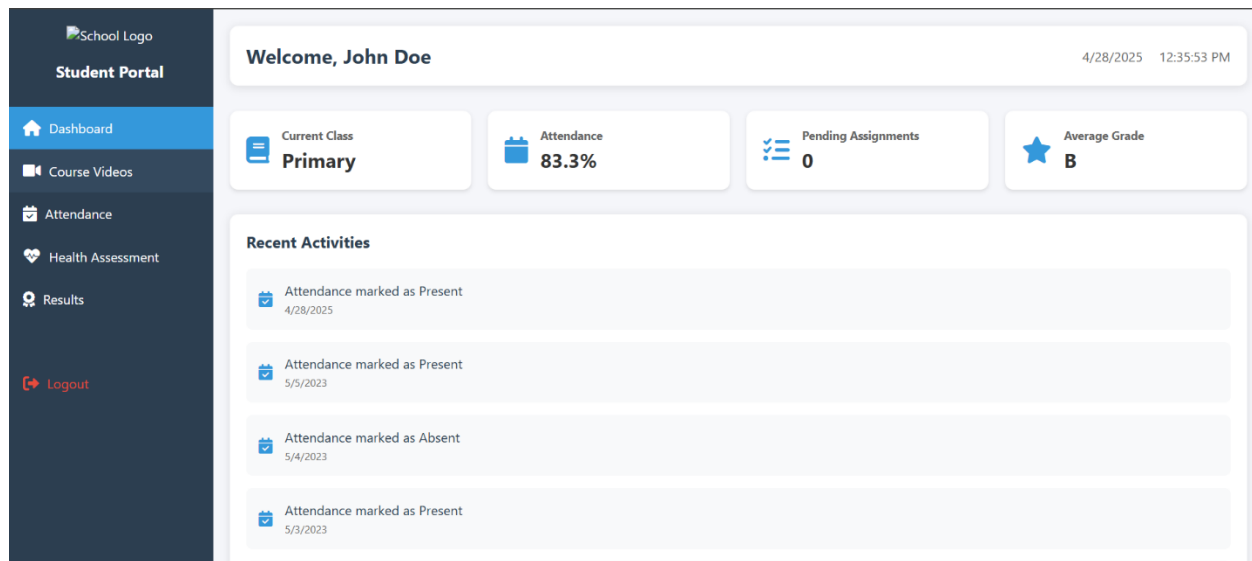 School Logo
Student Portal
Dashboard
Course Videos
Attendance
Health Assessment
Results
Logout
Welcome, John Doe
4/28/2025 12:35:53 PM
Current Class
Primary
Attendance
83.3%
Pending Assignments
0
Average Grade
B
Recent Activities
Attendance marked as Present
4/28/2025
Attendance marked as Present
5/5/2023
Attendance marked as Absent
5/4/2023
Attendance marked as Present
5/3/2023